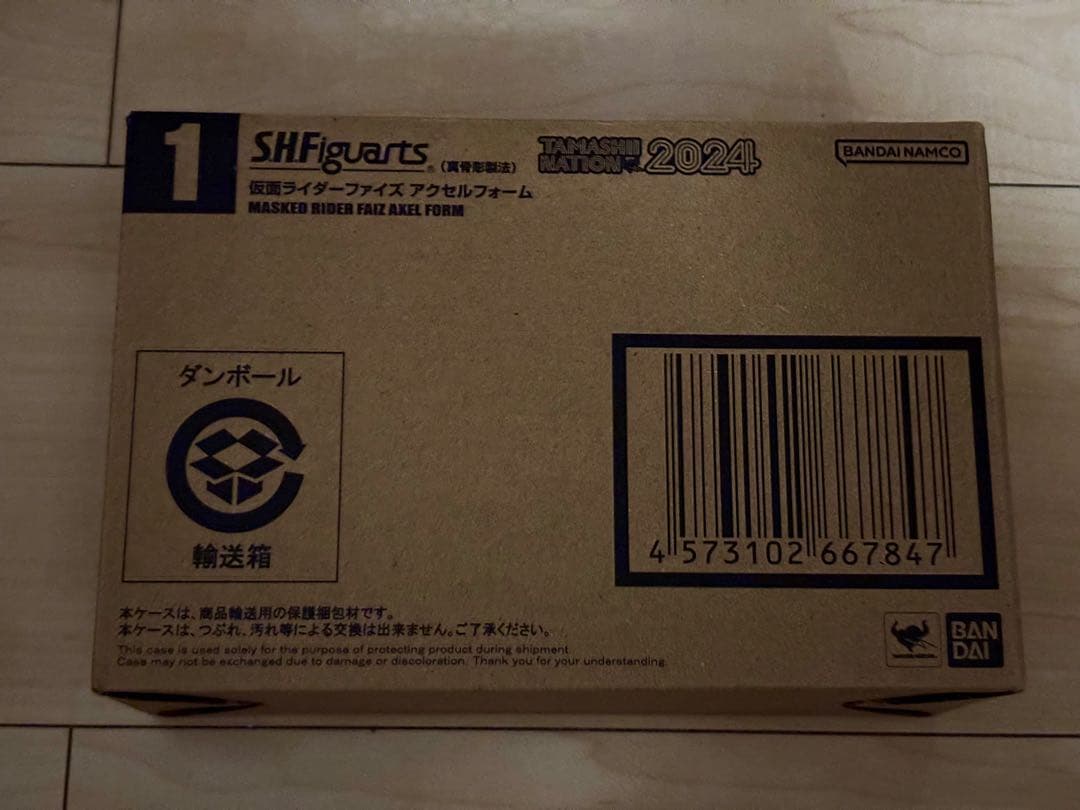 1
S.H.Figuarts® (真骨彫製法)
TAMASHII NATION 2024
BANDAI NAMCO
仮面ライダーファイズ アクセルフォーム
MASKED RIDER FAIZ AXEL FORM
ダンボール
輸送箱
4 573102 667847
本ケースは、商品輸送用の保護梱包材です。
本ケースは、つぶれ、汚れ等による交換は出来ません。ご了承ください。
This case is used solely for the purpose of protecting product during shipment.
Case may not be exchanged due to damage or discoloration. Thank you for your understanding.
BAN
DAI